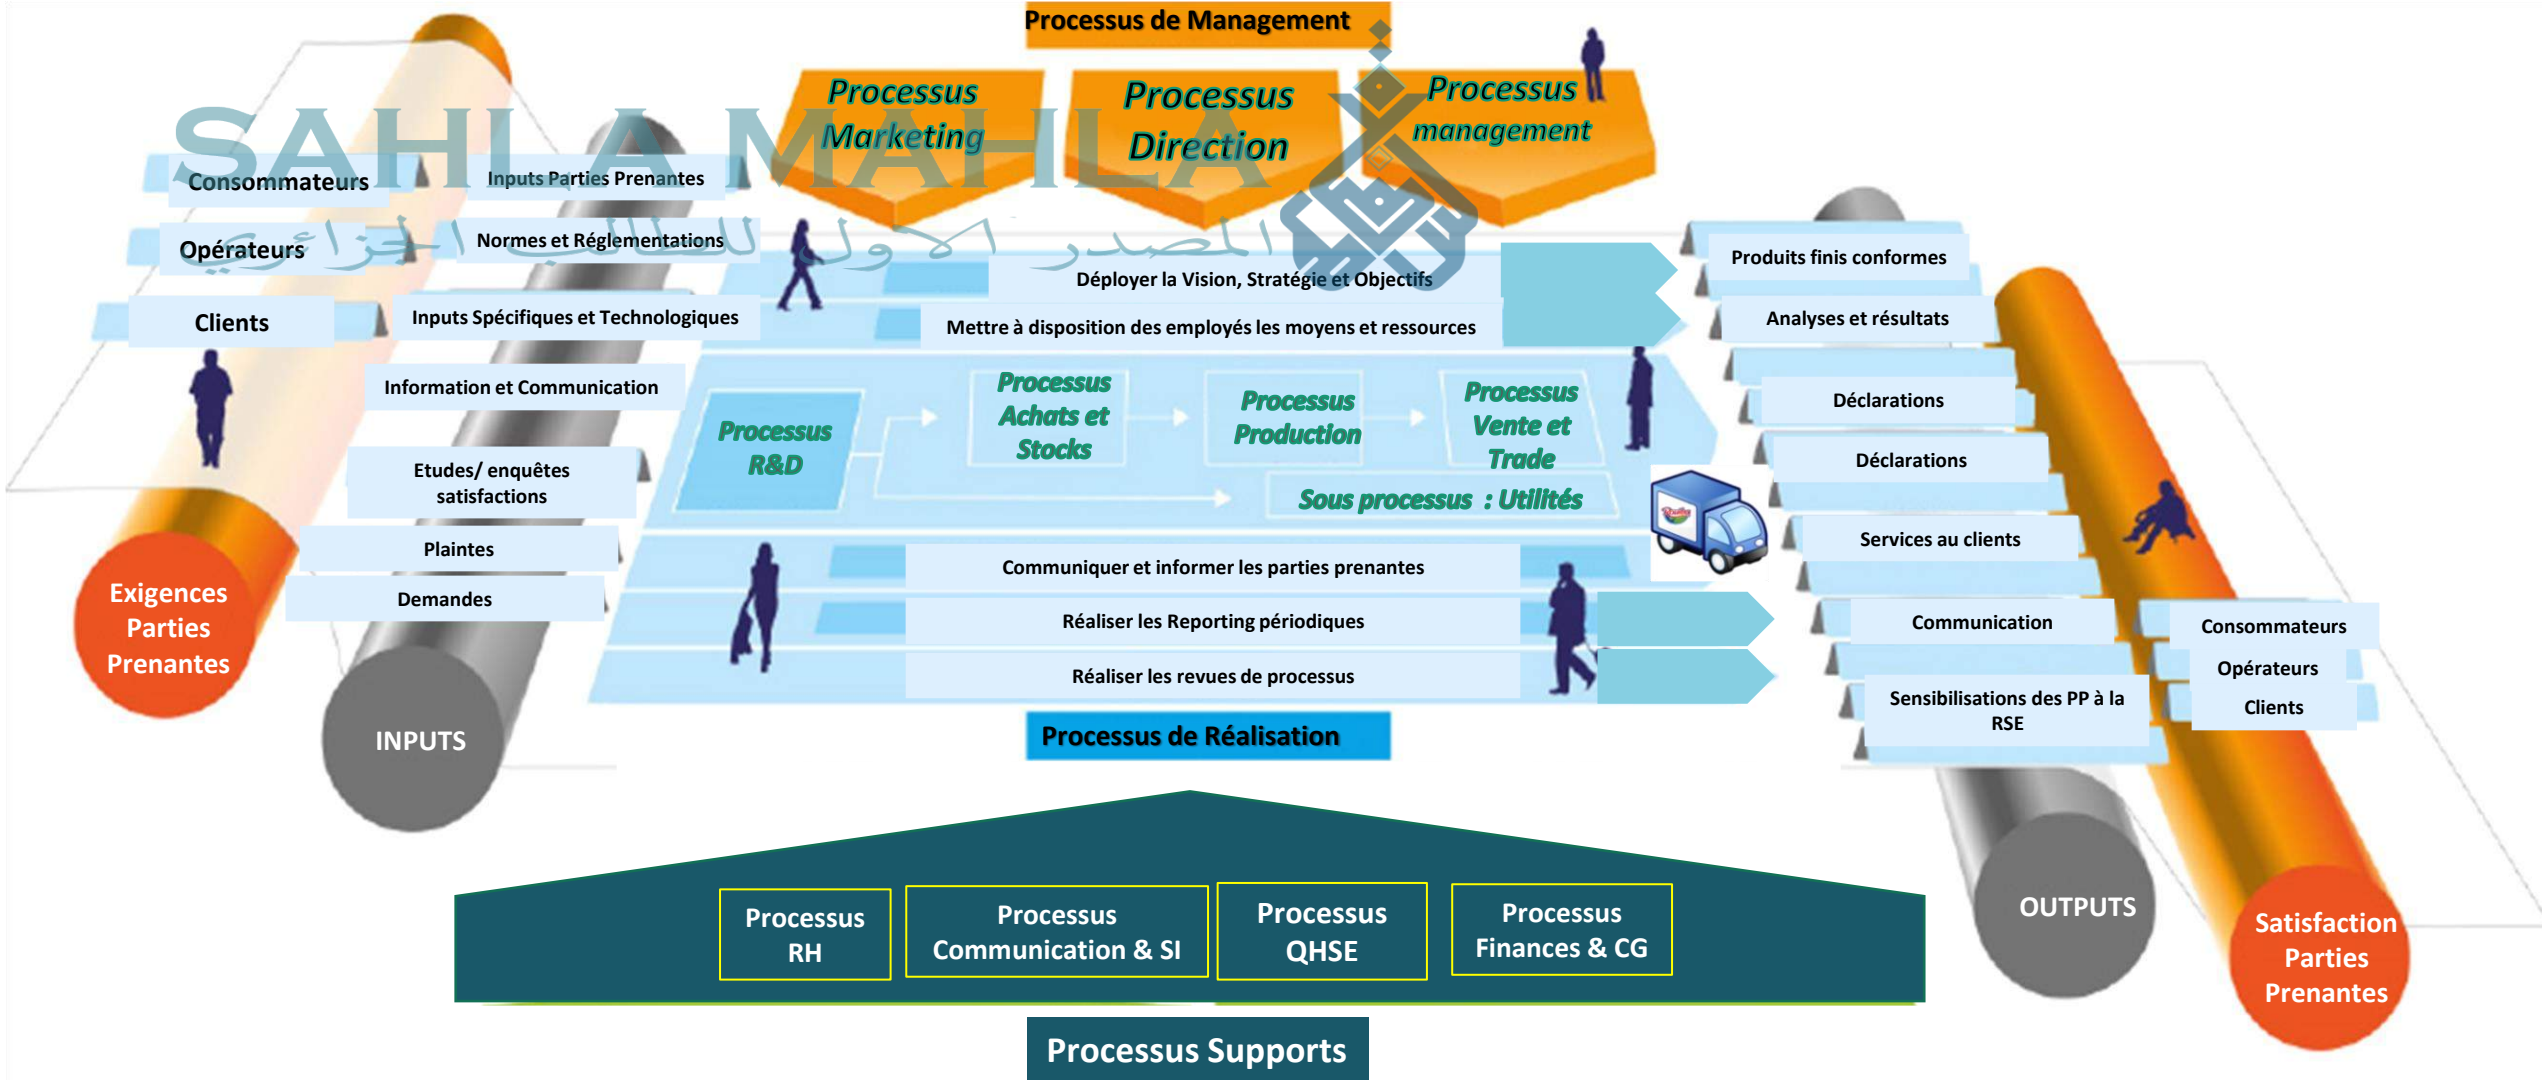 Processus de Management
Processus
Marketing
Processus
Direction
Processus
management
SAHLA MAHLA
المصدر الاول للطالب الجزائري
Consommateurs
Opérateurs
Clients
Inputs Parties Prenantes
Normes et Réglementations
Inputs Spécifiques et Technologiques
Information et Communication
Etudes/ enquêtes
satisfactions
Plaintes
Demandes
Exigences
Parties
Prenantes
INPUTS
Déployer la Vision, Stratégie et Objectifs
Mettre à disposition des employés les moyens et ressources
Processus
R&D
Processus
Achats et
Stocks
Processus
Production
Processus
Vente et
Trade
Sous processus : Utilités
Communiquer et informer les parties prenantes
Réaliser les Reporting périodiques
Réaliser les revues de processus
Processus de Réalisation
Produits finis conformes
Analyses et résultats
Déclarations
Déclarations
Services au clients
Communication
Sensibilisations des PP à la
RSE
Consommateurs
Opérateurs
Clients
OUTPUTS
Satisfaction
Parties
Prenantes
Processus
RH
Processus
Communication & SI
Processus
QHSE
Processus
Finances & CG
Processus Supports